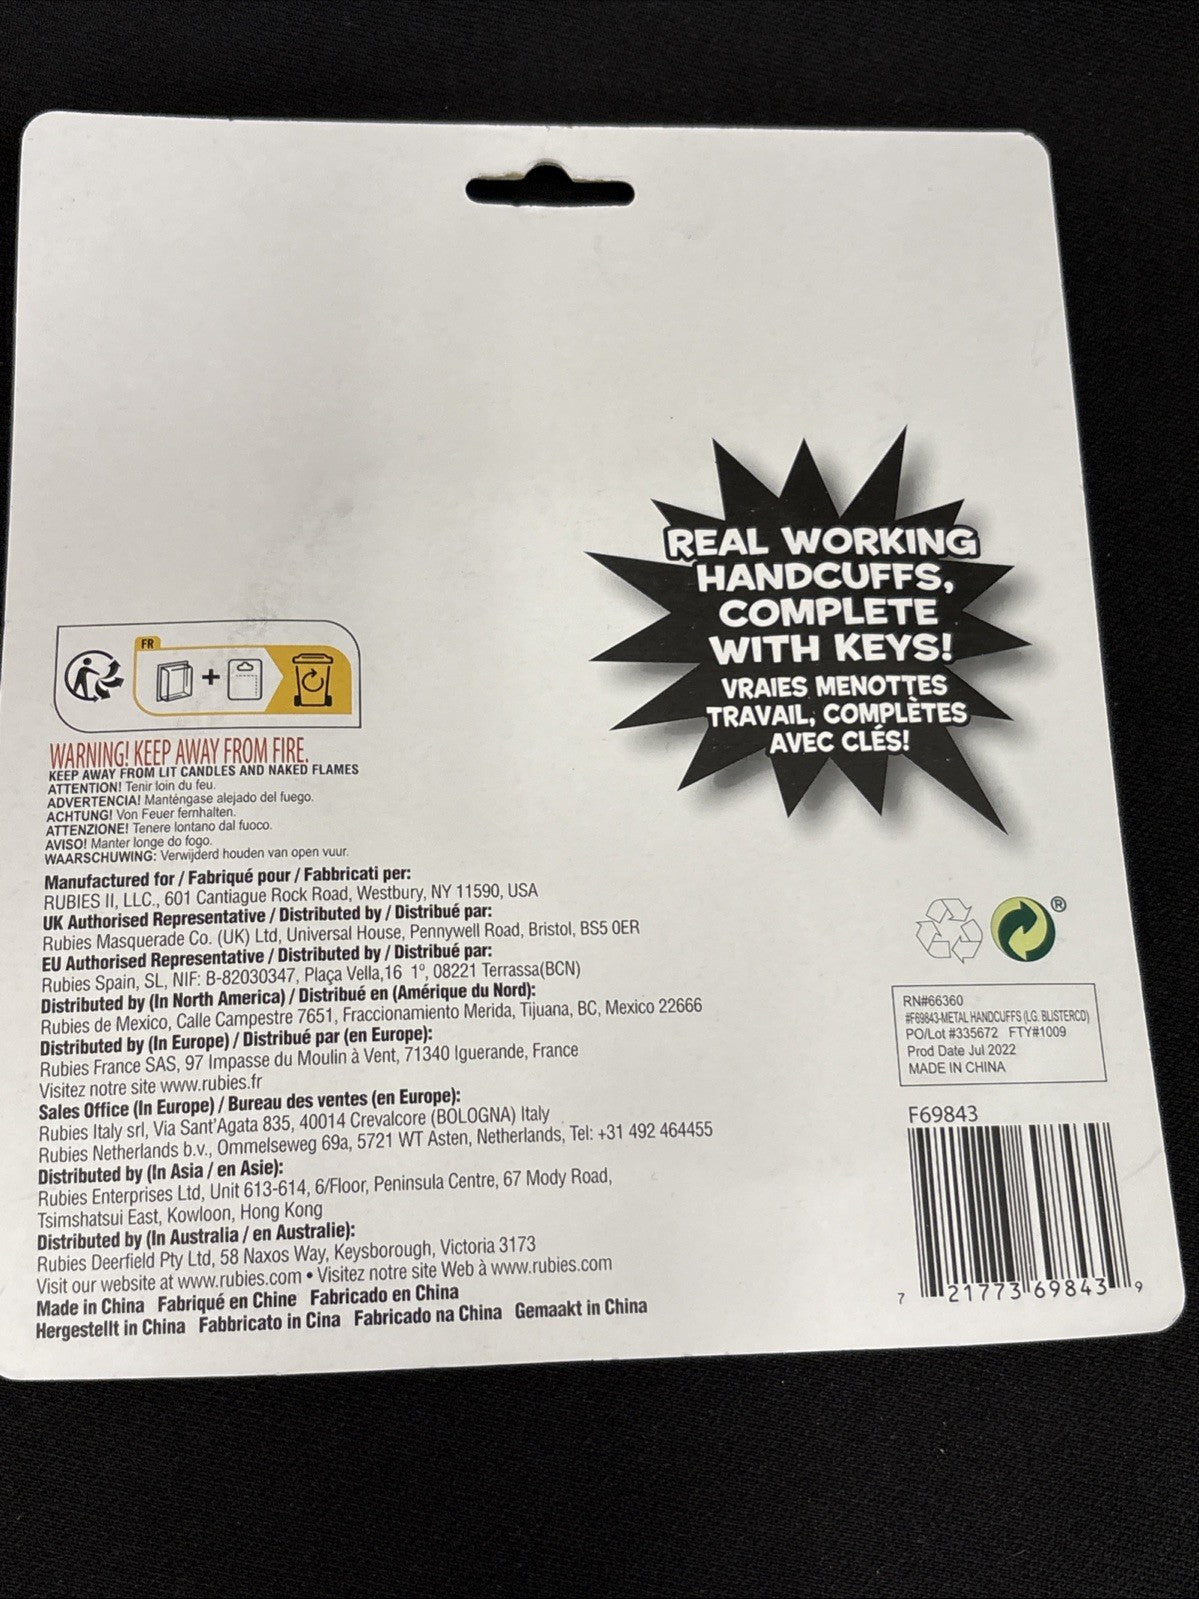 REAL WORKING
HANDCUFFS,
COMPLETE
WITH KEYS!
VRAIES MENOTTES
TRAVAIL, COMPLÈTES
AVEC CLÉS!
FR
+
WARNING! KEEP AWAY FROM FIRE.
KEEP AWAY FROM LIT CANDLES AND NAKED FLAMES
ATTENTION! Tenir loin du feu.
ADVERTENCIA! Manténgase alejado del fuego.
ACHTUNG! Von Feuer fernhalten.
ATTENZIONE! Tenere lontano dal fuoco.
AVISO! Manter longe do fogo.
WAARSCHUWING: Verwijderd houden van open vuur.
Manufactured for / Fabriqué pour / Fabbricati per:
RUBIES II, LLC., 601 Cantiague Rock Road, Westbury, NY 11590, USA
UK Authorised Representative / Distributed by / Distribué par:
Rubies Masquerade Co. (UK) Ltd, Universal House, Pennywell Road, Bristol, BS5 0ER
EU Authorised Representative / Distributed by / Distribué par:
Rubies Spain, SL, NIF: B-82030347, Plaça Vella,16 1º, 08221 Terrassa(BCN)
Distributed by (In North America) / Distribué en (Amérique du Nord):
Rubies de Mexico, Calle Campestre 7651, Fraccionamiento Merida, Tijuana, BC, Mexico 22666
Distributed by (In Europe) / Distribué par (en Europe):
Rubies France SAS, 97 Impasse du Moulin à Vent, 71340 Iguerande, France
Visitez notre site www.rubies.fr
Sales Office (In Europe) / Bureau des ventes (en Europe):
Rubies Italy srl, Via Sant'Agata 835, 40014 Crevalcore (BOLOGNA) Italy
Rubies Netherlands b.v., Ommelseweg 69a, 5721 WT Asten, Netherlands, Tel: +31 492 464455
Distributed by (In Asia / en Asie):
Rubies Enterprises Ltd, Unit 613-614, 6/Floor, Peninsula Centre, 67 Mody Road,
Tsimshatsui East, Kowloon, Hong Kong
Distributed by (In Australia / en Australie):
Rubies Deerfield Pty Ltd, 58 Naxos Way, Keysborough, Victoria 3173
Visit our website at www.rubies.com • Visitez notre site Web à www.rubies.com
Made in China Fabriqué en Chine Fabricado en China
Hergestellt in China Fabbricato in Cina Fabricado na China Gemaakt in China
®
RN#66360
#F69843-METAL HANDCUFFS (LG. BLISTERCD)
PO/Lot #335672 FTY#1009
Prod Date Jul 2022
MADE IN CHINA
F69843
7 21773 69843 9